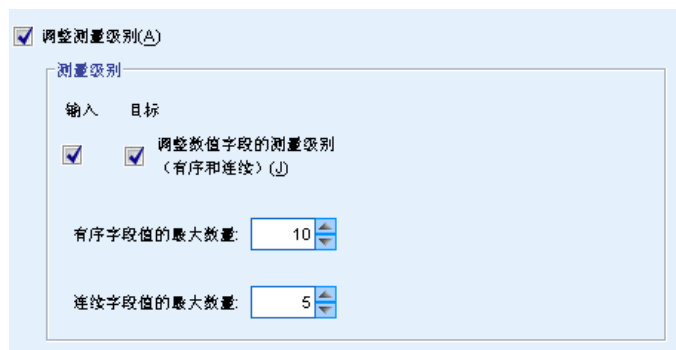 调整测量级别(A)
测量级别
输入 目标
调整数值字段的测量级别
（有序和连续）(J)
有序字段值的最大数量: 10
连续字段值的最大数量: 5